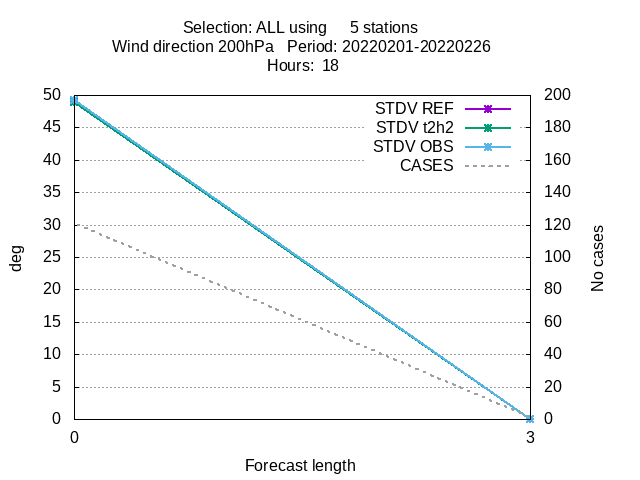 Selection: ALL using     5 stations
Wind direction 200hPa   Period: 20220201-20220226
Hours:  18
50
45
40
35
30
25
20
15
10
5
0
200
180
160
140
120
100
80
60
40
20
0
STDV REF
STDV t2h2
STDV OBS
CASES
deg
No cases
0
3
Forecast length